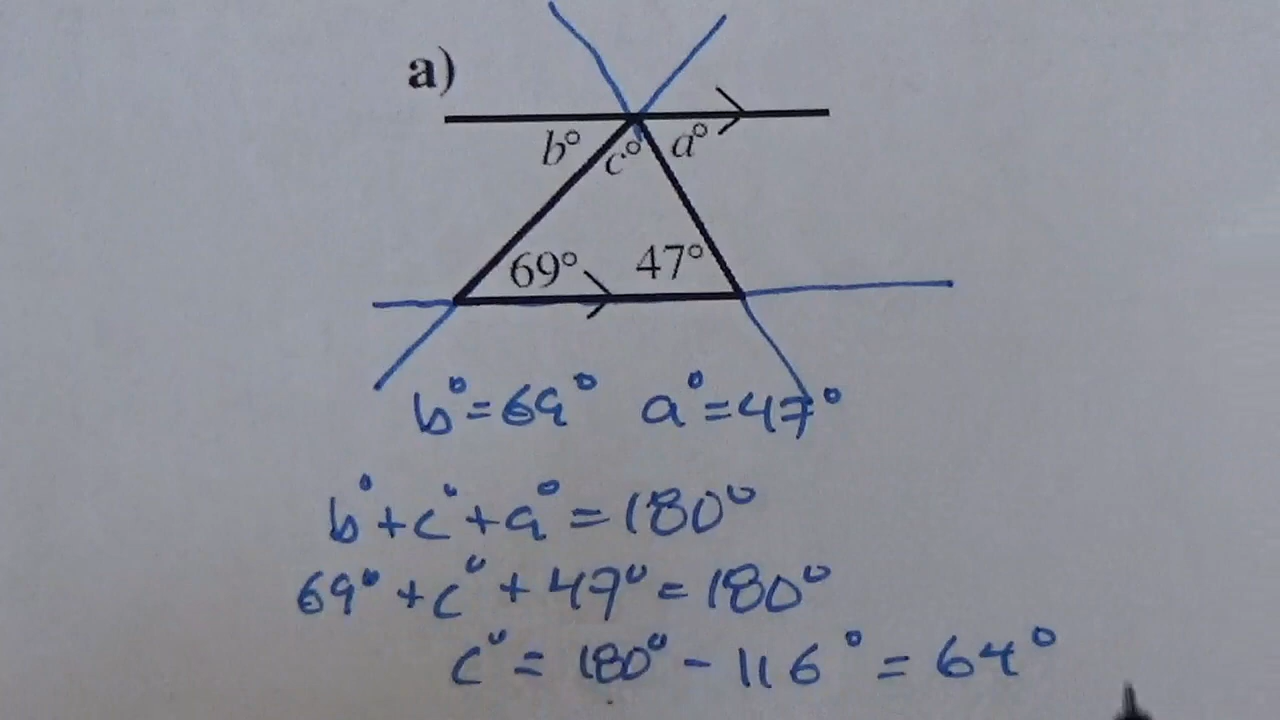 a)
b° c° a°
69° 47°
b° = 69° a° = 47°
b° + c° + a° = 180°
69° + c° + 47° = 180°
c° = 180° - 116° = 64°